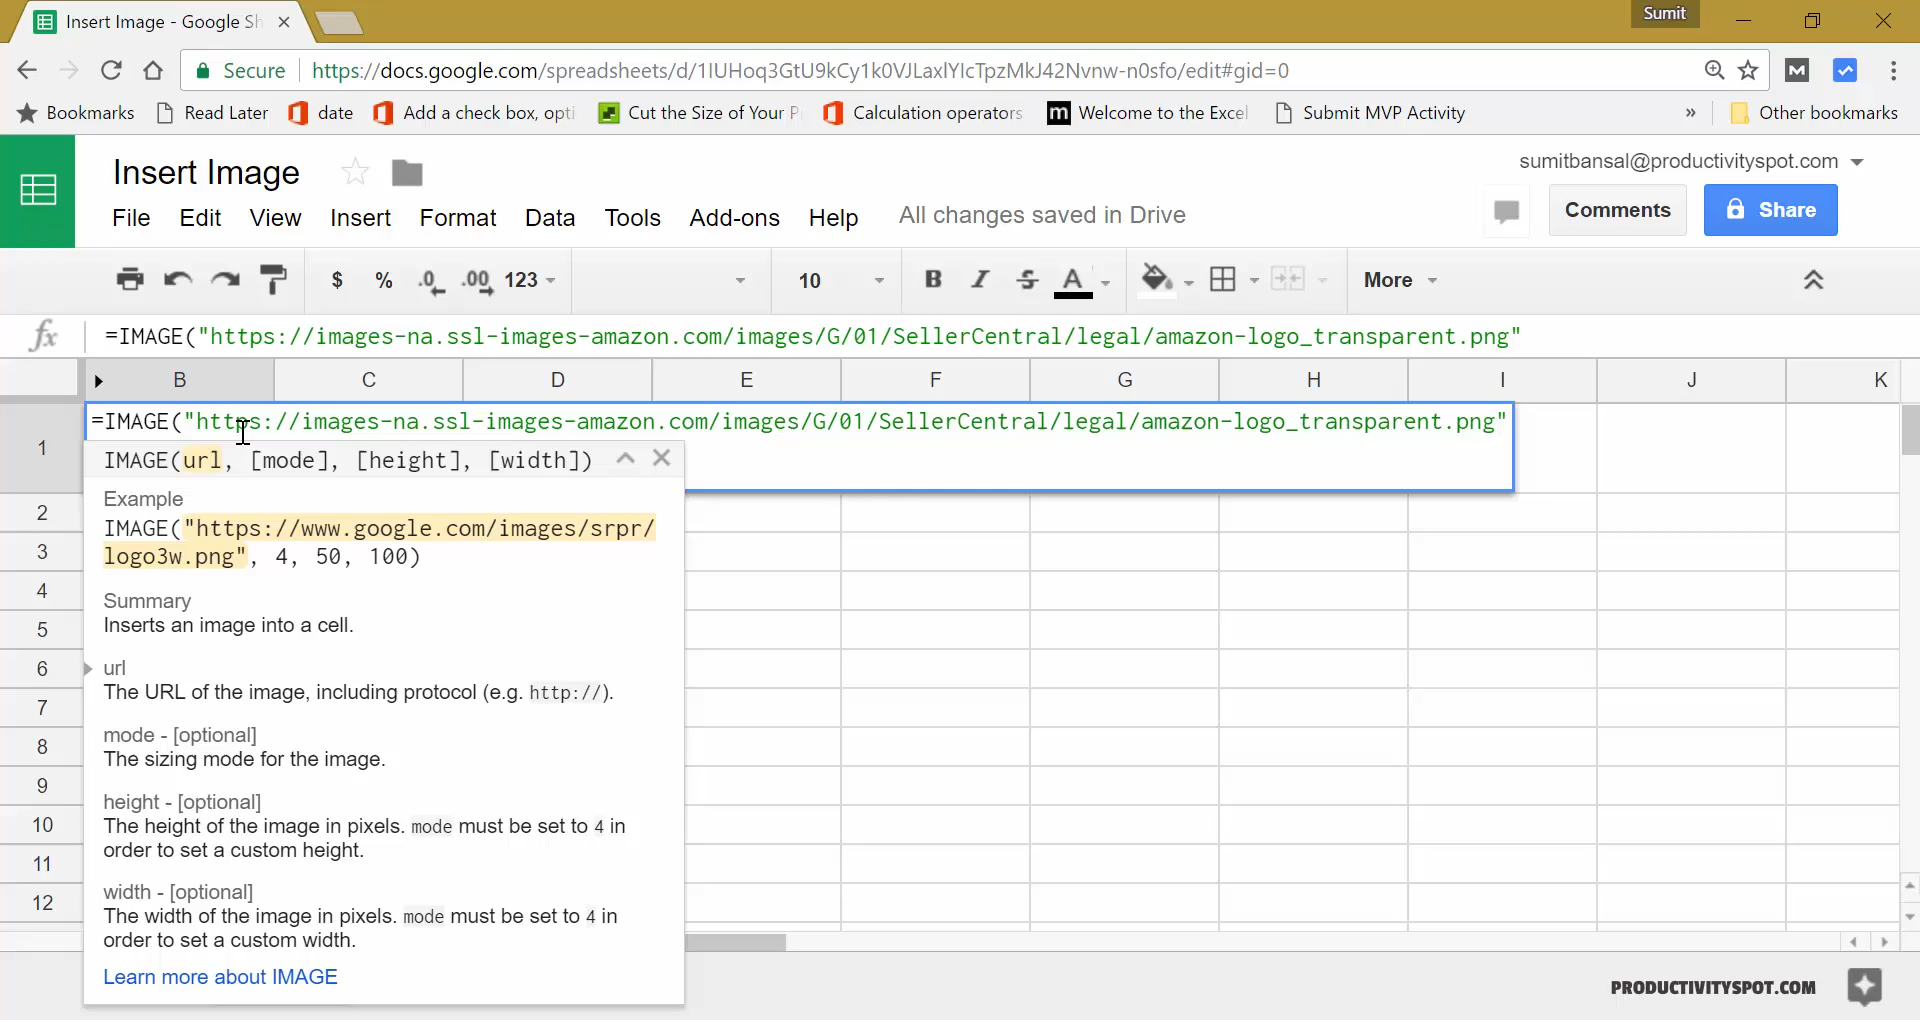 Insert Image - Google Sh
Sumit
Secure https://docs.google.com/spreadsheets/d/1IUHoq3GtU9kCy1k0VJLaxlYIcTpzMkJ42Nvnw-n0sfo/edit#gid=0
M
Bookmarks Read Later date Add a check box, opti Cut the Size of Your P Calculation operators m Welcome to the Excel Submit MVP Activity » Other bookmarks
Insert Image
sumitbansal@productivityspot.com
File Edit View Insert Format Data Tools Add-ons Help All changes saved in Drive
Comments Share
$ % .0 .00 123 10 B I S A More
fx =IMAGE("https://images-na.ssl-images-amazon.com/images/G/01/SellerCentral/legal/amazon-logo_transparent.png"
B C D E F G H I J K
1 =IMAGE("https://images-na.ssl-images-amazon.com/images/G/01/SellerCentral/legal/amazon-logo_transparent.png"
IMAGE(url, [mode], [height], [width])
Example
2 IMAGE("https://www.google.com/images/srpr/
3 logo3w.png", 4, 50, 100)
4 Summary
5 Inserts an image into a cell.
6 url
7 The URL of the image, including protocol (e.g. http://).
8 mode - [optional]
The sizing mode for the image.
9 height - [optional]
10 The height of the image in pixels. mode must be set to 4 in
11 order to set a custom height.
12 width - [optional]
The width of the image in pixels. mode must be set to 4 in
order to set a custom width.
Learn more about IMAGE
PRODUCTIVITYSPOT.COM